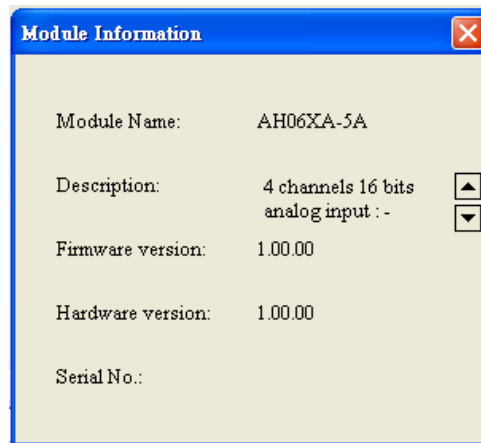 Module Information
Module Name: AH06XA-5A
Description: 4 channels 16 bits
analog input : -
Firmware version: 1.00.00
Hardware version: 1.00.00
Serial No.: